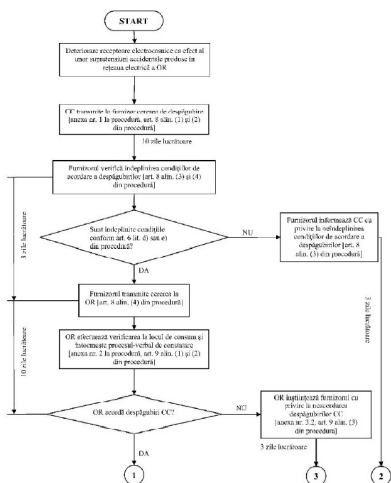 START
Deteriorare receptoare electrocasnice ca efect al
unor supratensiuni accidentale produse în
rețeaua electrică a OR
CC transmite la furnizor cererea de despăgubire
[anexa nr. 1 la procedură, art. 8 alin. (1) și (2)
din procedură]
10 zile lucrătoare
Furnizorul verifică îndeplinirea condițiilor de
acordare a despăgubirilor [art. 8 alin. (3) și (4)
din procedură]
3 zile lucrătoare
Sunt îndeplinite condițiile
conform art. 6 lit. d) sau e)
din procedură?
NU
Furnizorul informează CC cu
privire la neîndeplinirea
condițiilor de acordare a
despăgubirilor [art. 8
alin. (3) din procedură]
DA
Furnizorul transmite cererea la
OR [art. 8 alin. (4) din procedură]
3 zile lucrătoare
10 zile lucrătoare
OR efectuează verificarea la locul de consum și
întocmește procesul-verbal de constatare
[anexa nr. 2 la procedură, art. 9 alin. (1) și (2)
din procedură]
OR acordă despăgubiri CC?
NU
OR înștiințează furnizorul cu
privire la neacordarea
despăgubirilor CC
[anexa nr. 3.2, art. 9 alin. (3)
din procedură]
DA
3 zile lucrătoare
1
3
2